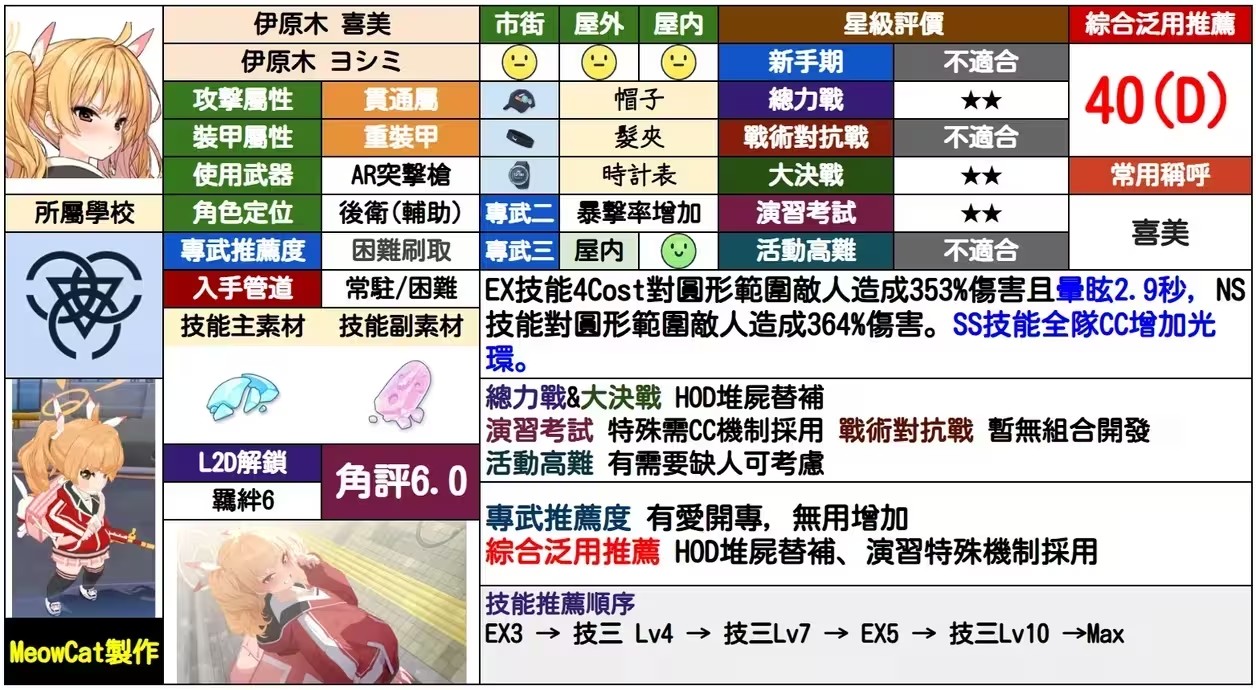 伊原木 喜美
伊原木 ヨシミ
攻擊屬性 貫通屬
裝甲屬性 重裝甲
使用武器 AR突擊槍
角色定位 後衛(輔助)
專武推薦度 困難刷取
入手管道 常駐/困難
技能主素材 技能副素材
L2D解鎖
羈絆6
角評6.0
所屬學校
MeowCat製作
市街 屋外 屋内
帽子
髮夾
時計表
專武二 暴擊率增加
專武三 屋内
星級評價
新手期 不適合
總力戰 ★★
戰術對抗戰 不適合
大決戰 ★★
演習考試 ★★
活動高難 不適合
綜合泛用推薦
40(D)
常用稱呼
喜美
EX技能4Cost對圓形範圍敵人造成353%傷害且暈眩2.9秒, NS
技能對圓形範圍敵人造成364%傷害。SS技能全隊CC增加光
環。
總力戰&大決戰 HOD堆屍替補
演習考試 特殊需CC機制採用 戰術對抗戰 暫無組合開發
活動高難 有需要缺人可考慮
專武推薦度 有愛開專, 無用增加
綜合泛用推薦 HOD堆屍替補、演習特殊機制採用
技能推薦順序
EX3 → 技三 Lv4 → 技三Lv7 → EX5 → 技三Lv10 →Max